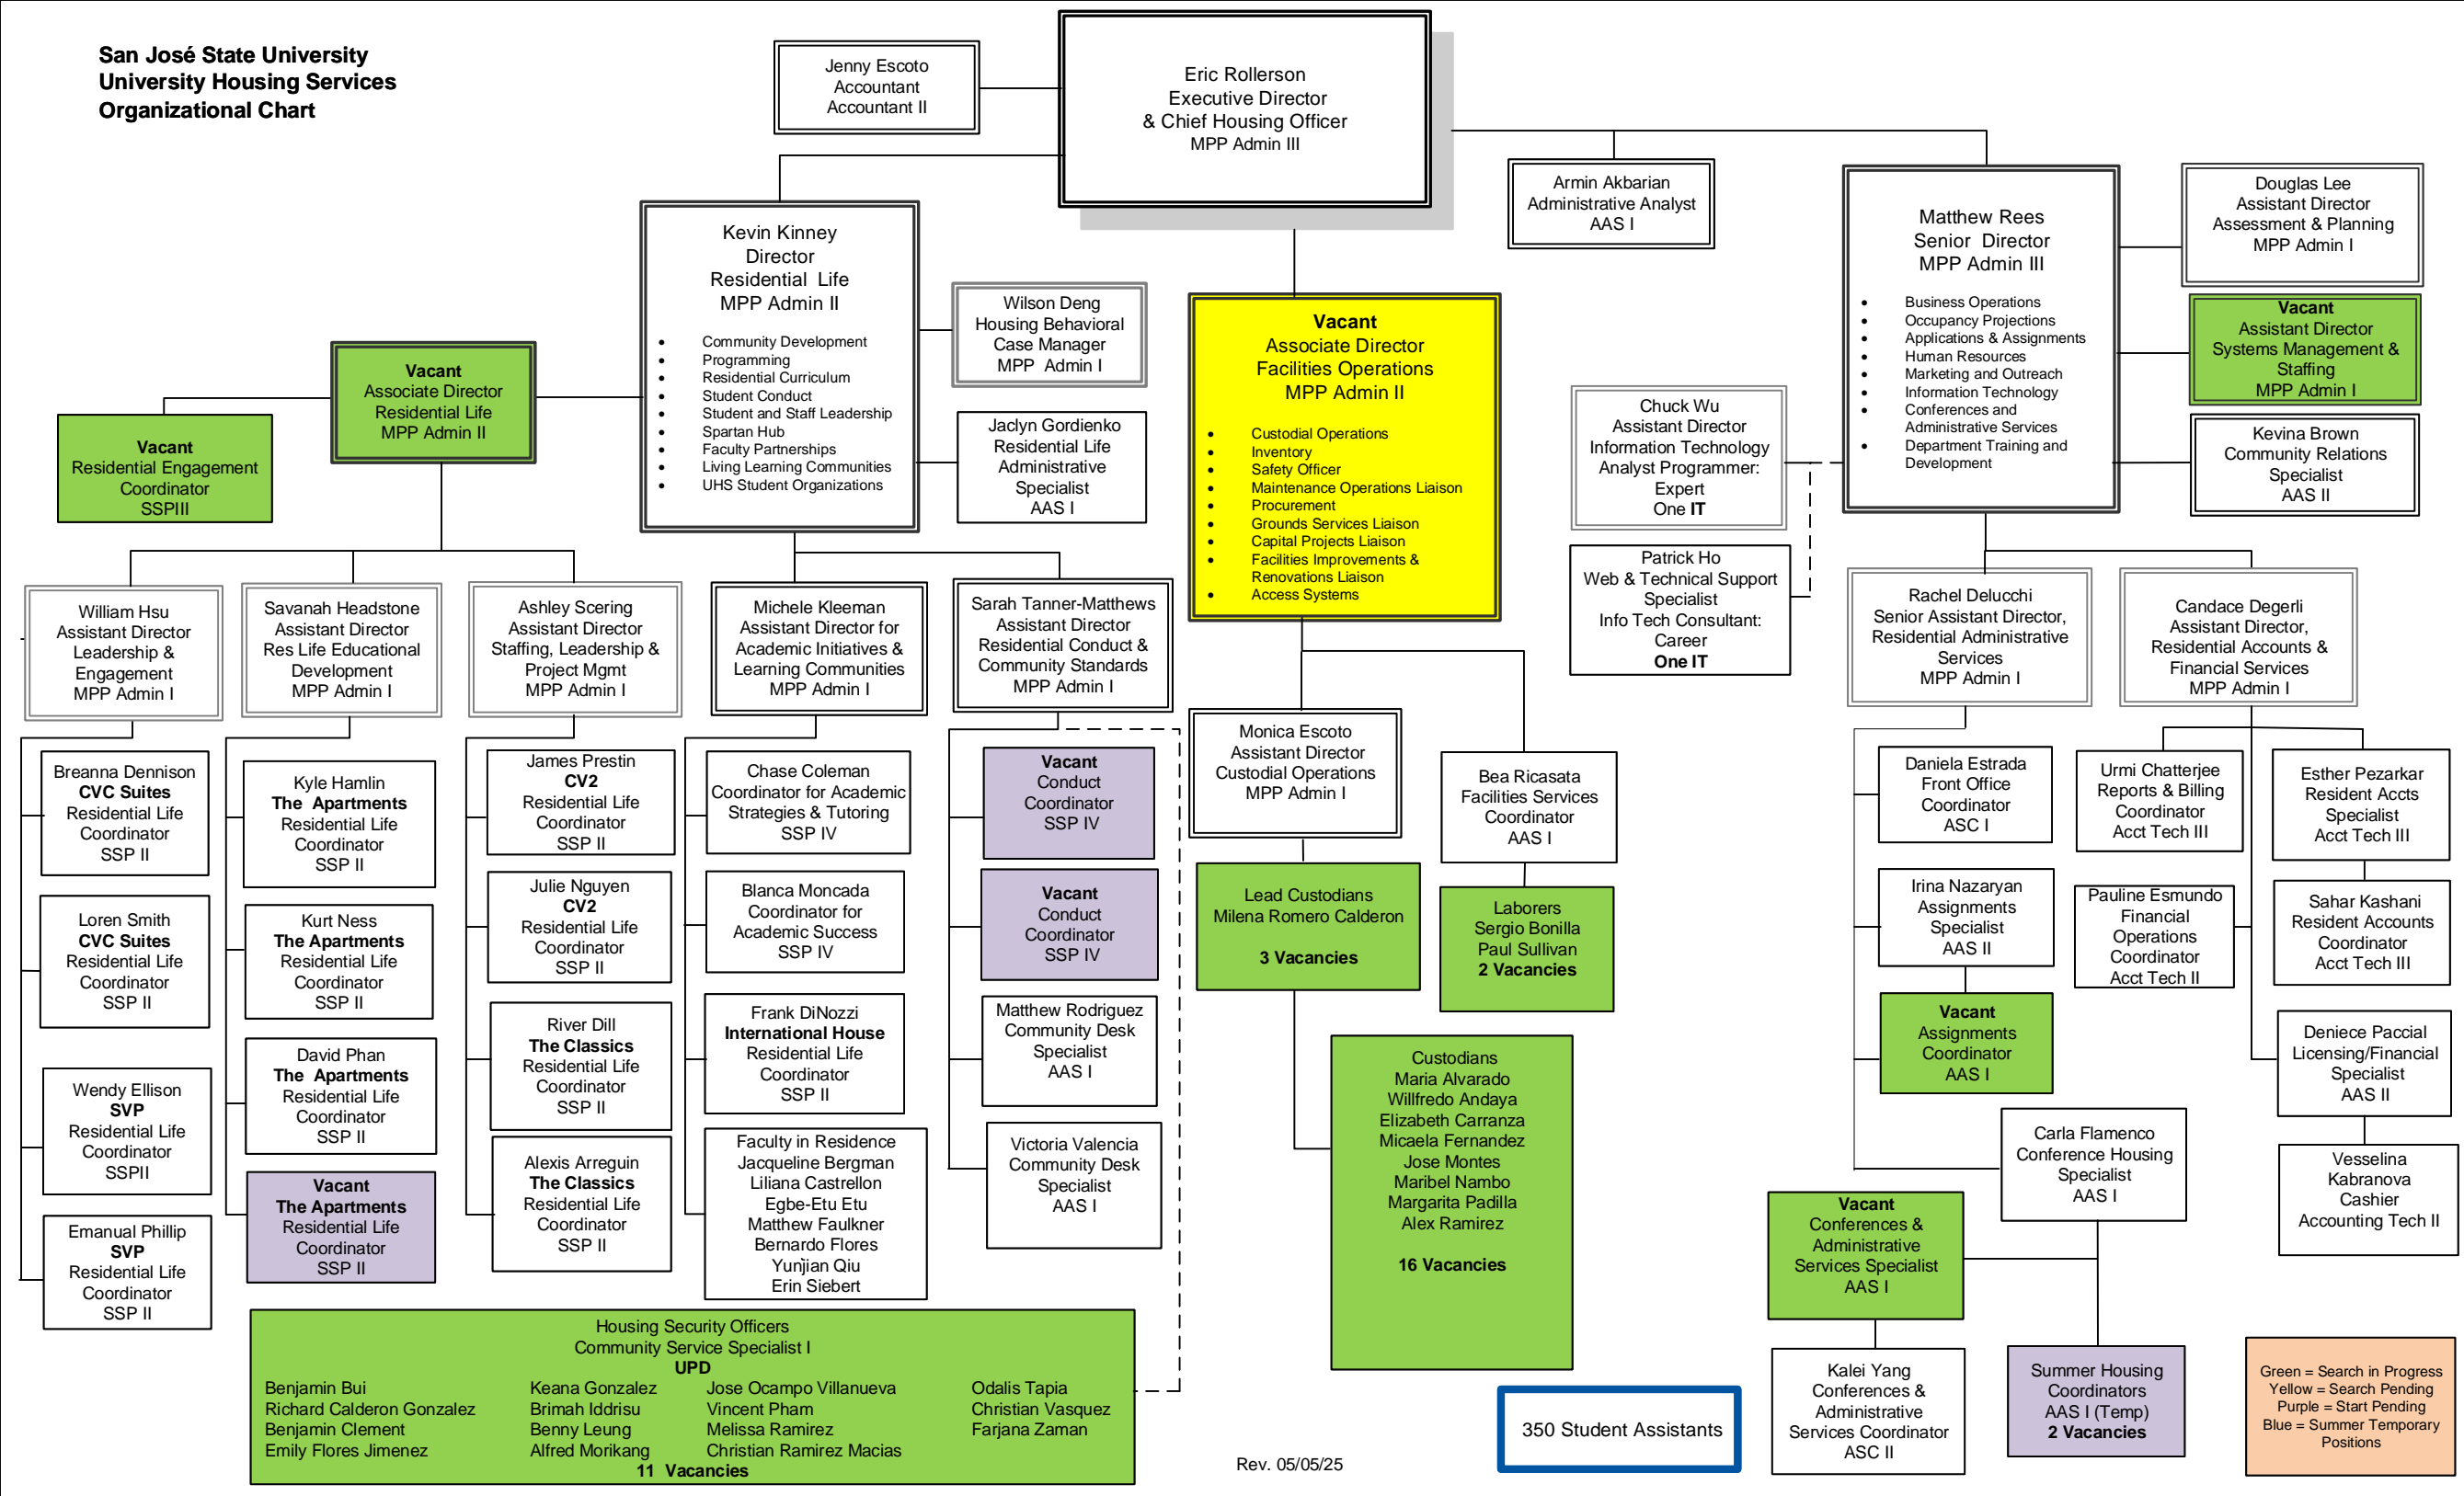 San José State University
University Housing Services
Organizational Chart
Jenny Escoto
Accountant
Accountant II
Eric Rollerson
Executive Director
& Chief Housing Officer
MPP Admin III
Armin Akbarian
Administrative Analyst
AAS I
Kevin Kinney
Director
Residential Life
MPP Admin II
• Community Development
• Programming
• Residential Curriculum
• Student Conduct
• Student and Staff Leadership
• Spartan Hub
• Faculty Partnerships
• Living Learning Communities
• UHS Student Organizations
Wilson Deng
Housing Behavioral
Case Manager
MPP Admin I
Jaclyn Gordienko
Residential Life
Administrative
Specialist
AAS I
Vacant
Associate Director
Residential Life
MPP Admin II
Vacant
Residential Engagement
Coordinator
SSPIII
Vacant
Associate Director
Facilities Operations
MPP Admin II
• Custodial Operations
• Inventory
• Safety Officer
• Maintenance Operations Liaison
• Procurement
• Grounds Services Liaison
• Capital Projects Liaison
• Facilities Improvements &
Renovations Liaison
• Access Systems
Matthew Rees
Senior Director
MPP Admin III
• Business Operations
• Occupancy Projections
• Applications & Assignments
• Human Resources
• Marketing and Outreach
• Information Technology
• Conferences and
Administrative Services
• Department Training and
Development
Douglas Lee
Assistant Director
Assessment & Planning
MPP Admin I
Vacant
Assistant Director
Systems Management &
Staffing
MPP Admin I
Kevina Brown
Community Relations
Specialist
AAS II
Chuck Wu
Assistant Director
Information Technology
Analyst Programmer:
Expert
One IT
Patrick Ho
Web & Technical Support
Specialist
Info Tech Consultant:
Career
One IT
William Hsu
Assistant Director
Leadership &
Engagement
MPP Admin I
Savanah Headstone
Assistant Director
Res Life Educational
Development
MPP Admin I
Ashley Scering
Assistant Director
Staffing, Leadership &
Project Mgmt
MPP Admin I
Michele Kleeman
Assistant Director for
Academic Initiatives &
Learning Communities
MPP Admin I
Sarah Tanner-Matthews
Assistant Director
Residential Conduct &
Community Standards
MPP Admin I
Monica Escoto
Assistant Director
Custodial Operations
MPP Admin I
Bea Ricasata
Facilities Services
Coordinator
AAS I
Rachel Delucchi
Senior Assistant Director,
Residential Administrative
Services
MPP Admin I
Candace Degerli
Assistant Director,
Residential Accounts &
Financial Services
MPP Admin I
Breanna Dennison
CVC Suites
Residential Life
Coordinator
SSP II
Loren Smith
CVC Suites
Residential Life
Coordinator
SSP II
Wendy Ellison
SVP
Residential Life
Coordinator
SSPII
Emanual Phillip
SVP
Residential Life
Coordinator
SSP II
Kyle Hamlin
The Apartments
Residential Life
Coordinator
SSP II
Kurt Ness
The Apartments
Residential Life
Coordinator
SSP II
David Phan
The Apartments
Residential Life
Coordinator
SSP II
Vacant
The Apartments
Residential Life
Coordinator
SSP II
James Prestin
CV2
Residential Life
Coordinator
SSP II
Julie Nguyen
CV2
Residential Life
Coordinator
SSP II
River Dill
The Classics
Residential Life
Coordinator
SSP II
Alexis Arreguin
The Classics
Residential Life
Coordinator
SSP II
Chase Coleman
Coordinator for Academic
Strategies & Tutoring
SSP IV
Blanca Moncada
Coordinator for
Academic Success
SSP IV
Frank DiNozzi
International House
Residential Life
Coordinator
SSP II
Faculty in Residence
Jacqueline Bergman
Liliana Castrellon
Egbe-Etu Etu
Matthew Faulkner
Bernardo Flores
Yunjian Qiu
Erin Siebert
Vacant
Conduct
Coordinator
SSP IV
Vacant
Conduct
Coordinator
SSP IV
Matthew Rodriguez
Community Desk
Specialist
AAS I
Victoria Valencia
Community Desk
Specialist
AAS I
Lead Custodians
Milena Romero Calderon
3 Vacancies
Laborers
Sergio Bonilla
Paul Sullivan
2 Vacancies
Custodians
Maria Alvarado
Willfredo Andaya
Elizabeth Carranza
Micaela Fernandez
Jose Montes
Maribel Nambo
Margarita Padilla
Alex Ramirez
16 Vacancies
Daniela Estrada
Front Office
Coordinator
ASC I
Irina Nazaryan
Assignments
Specialist
AAS II
Vacant
Assignments
Coordinator
AAS I
Carla Flamenco
Conference Housing
Specialist
AAS I
Vacant
Conferences &
Administrative
Services Specialist
AAS I
Kalei Yang
Conferences &
Administrative
Services Coordinator
ASC II
Summer Housing
Coordinators
AAS I (Temp)
2 Vacancies
Urmi Chatterjee
Reports & Billing
Coordinator
Acct Tech III
Pauline Esmundo
Financial
Operations
Coordinator
Acct Tech II
Esther Pezarkar
Resident Accts
Specialist
Acct Tech III
Sahar Kashani
Resident Accounts
Coordinator
Acct Tech III
Deniece Paccial
Licensing/Financial
Specialist
AAS II
Vesselina
Kabranova
Cashier
Accounting Tech II
Housing Security Officers
Community Service Specialist I
UPD
Benjamin Bui Keana Gonzalez Jose Ocampo Villanueva Odalis Tapia
Richard Calderon Gonzalez Brimah Iddrisu Vincent Pham Christian Vasquez
Benjamin Clement Benny Leung Melissa Ramirez Farjana Zaman
Emily Flores Jimenez Alfred Morikang Christian Ramirez Macias
11 Vacancies
Rev. 05/05/25
350 Student Assistants
Green = Search in Progress
Yellow = Search Pending
Purple = Start Pending
Blue = Summer Temporary
Positions